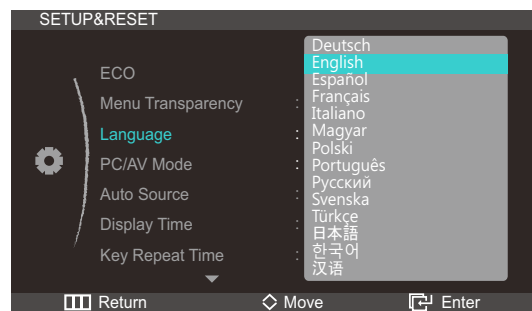 SETUP&RESET
ECO
Menu Transparency :
Language :
PC/AV Mode :
Auto Source :
Display Time :
Key Repeat Time :
Deutsch
English
Español
Français
Italiano
Magyar
Polski
Português
Русский
Svenska
Türkçe
日本語
한국어
汉语
Return Move Enter